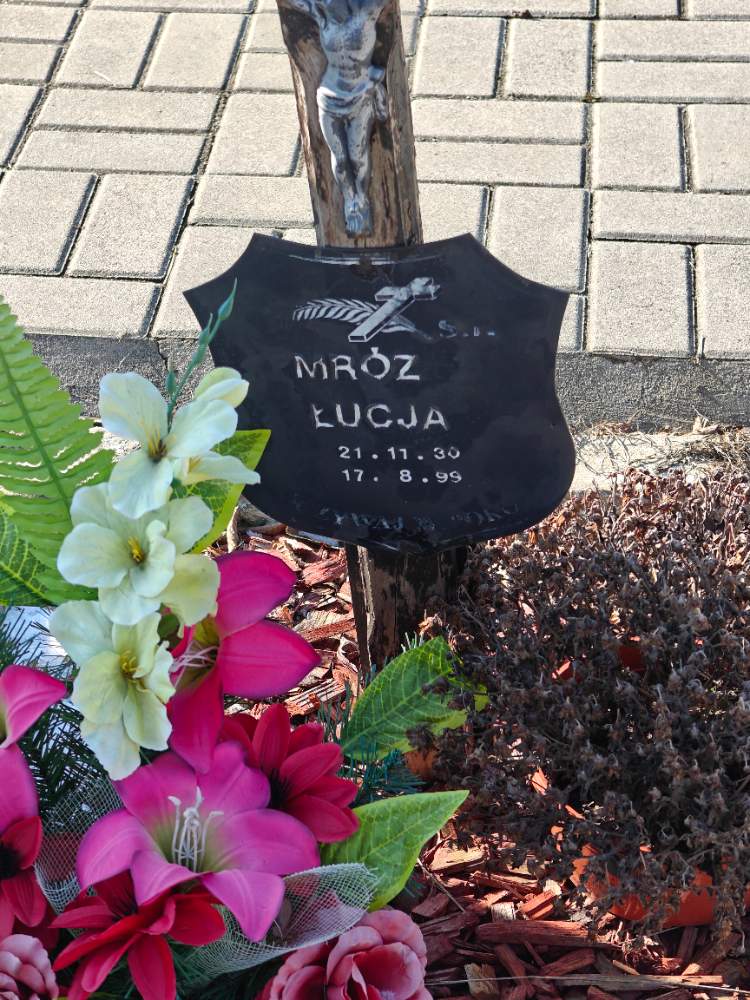 Ś.P.
MRÓZ
ŁUCJA
21.11.30
17.8.99